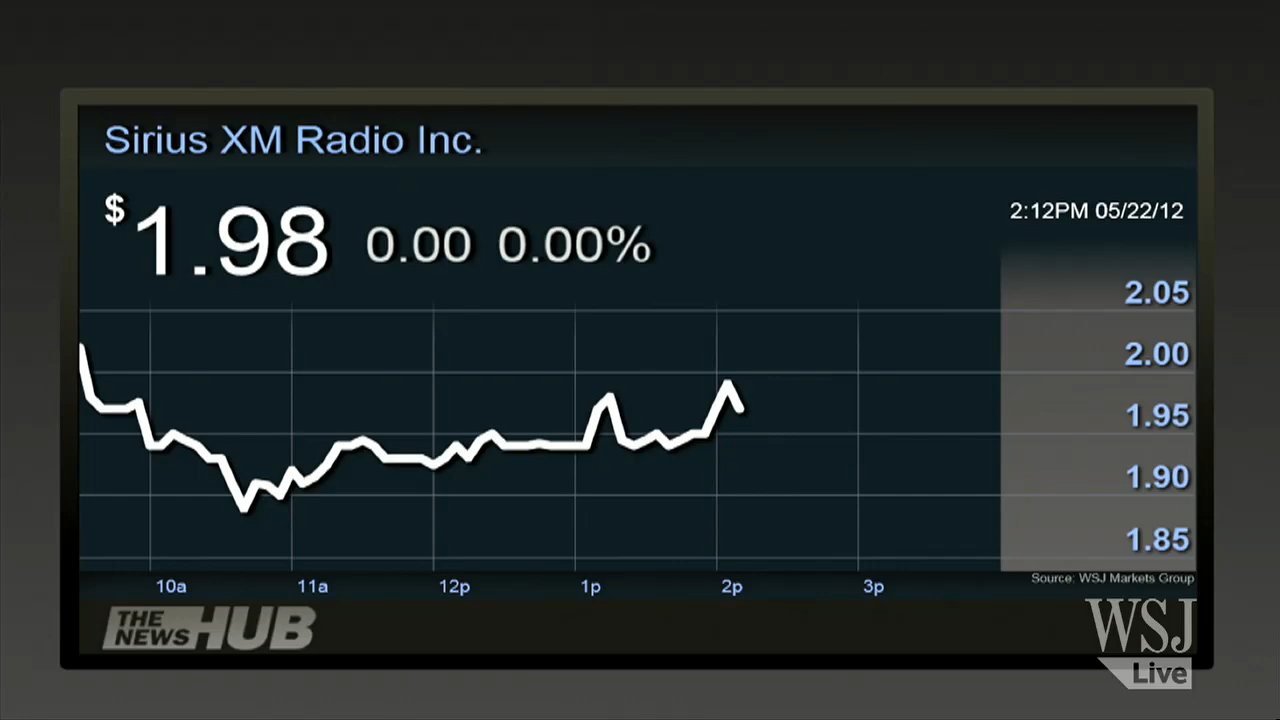 Sirius XM Radio Inc.
$1.98 0.00 0.00%
2:12PM 05/22/12
2.05
2.00
1.95
1.90
1.85
10a 11a 12p 1p 2p 3p
Source: WSJ Markets Group
THE NEWS HUB
WSJ
Live